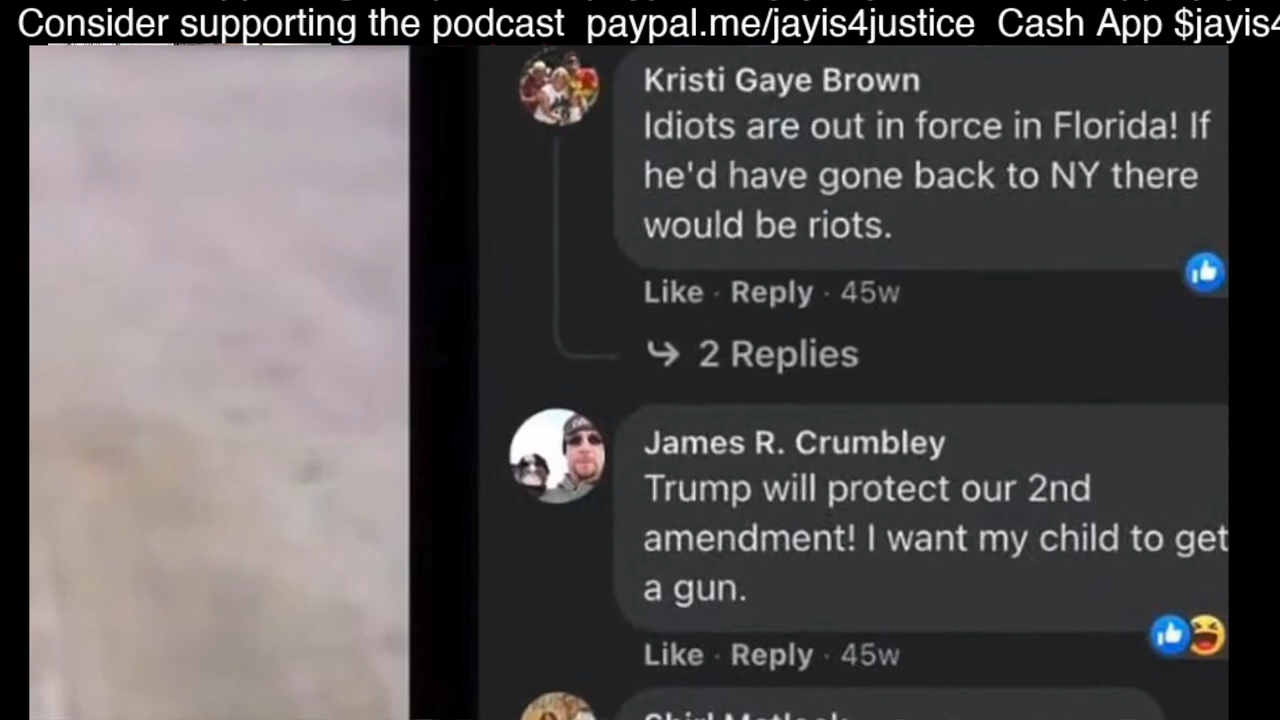 Consider supporting the podcast paypal.me/jayis4justice Cash App $jayis4
Kristi Gaye Brown
Idiots are out in force in Florida! If
he'd have gone back to NY there
would be riots.
Like · Reply · 45w
2 Replies
James R. Crumbley
Trump will protect our 2nd
amendment! I want my child to get
a gun.
Like · Reply · 45w